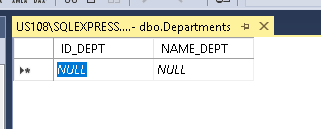 US108\SQLEXPRESS....- dbo.Departments
ID_DEPT NAME_DEPT
NULL NULL